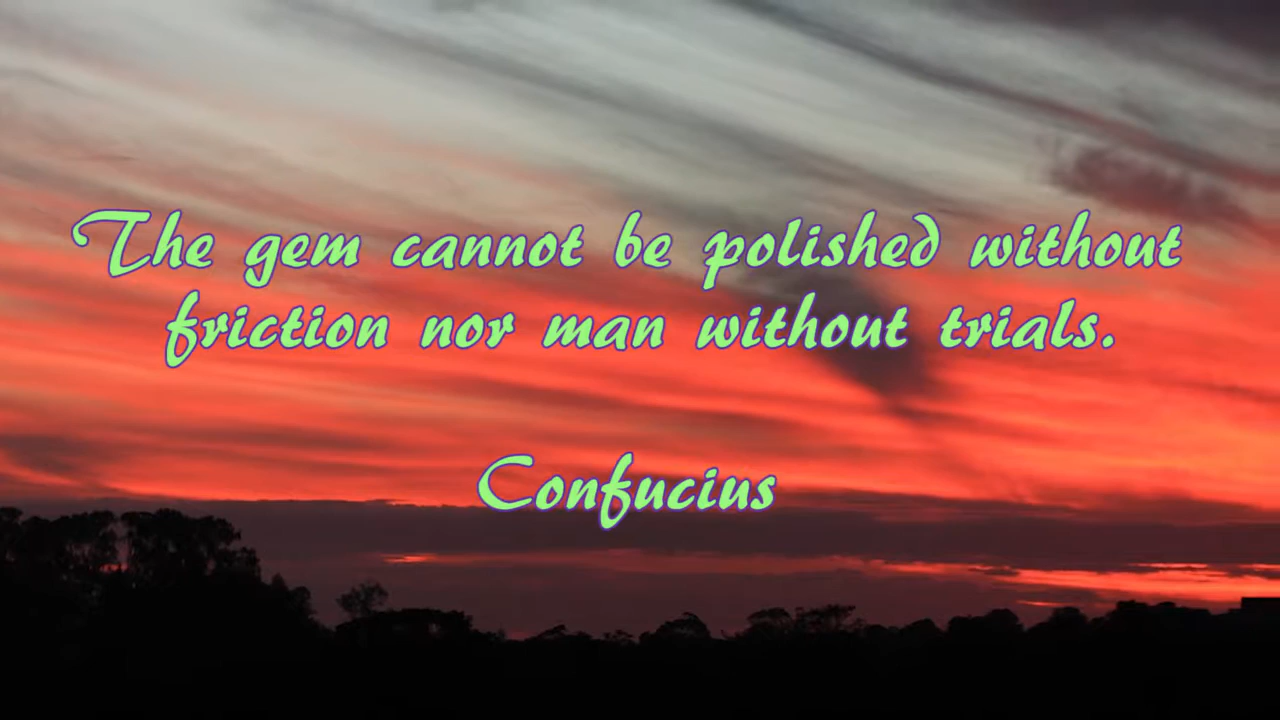 The gem cannot be polished without
friction nor man without trials.
Confucius